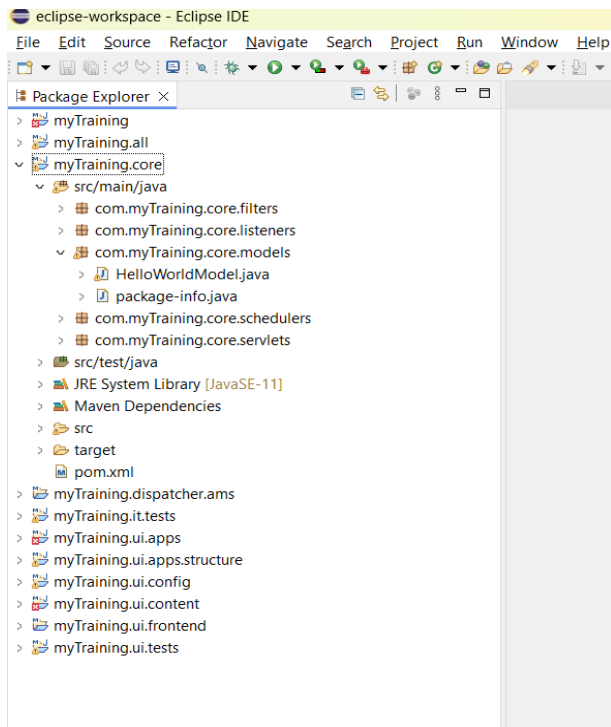 eclipse-workspace - Eclipse IDE
File Edit Source Refactor Navigate Search Project Run Window Help
Package Explorer
myTraining
myTraining.all
myTraining.core
src/main/java
com.myTraining.core.filters
com.myTraining.core.listeners
com.myTraining.core.models
HelloWorldModel.java
package-info.java
com.myTraining.core.schedulers
com.myTraining.core.servlets
src/test/java
JRE System Library [JavaSE-11]
Maven Dependencies
src
target
pom.xml
myTraining.dispatcher.ams
myTraining.it.tests
myTraining.ui.apps
myTraining.ui.apps.structure
myTraining.ui.config
myTraining.ui.content
myTraining.ui.frontend
myTraining.ui.tests